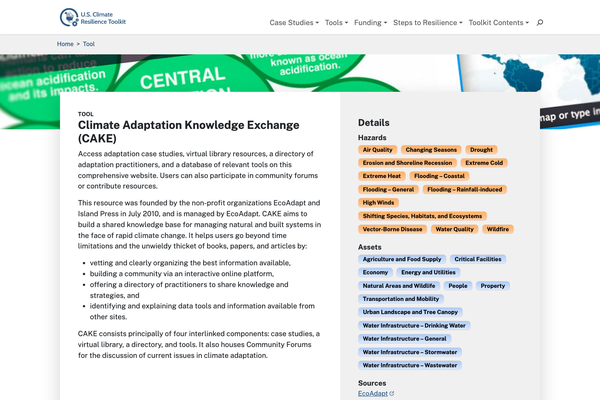 U.S. Climate
Resilience Toolkit
Case Studies Tools Funding Steps to Resilience Toolkit Contents
Home > Tool
ocean acidification
and its impacts.
CENTRAL
known as ocean
acidification.
map or type in
TOOL
Climate Adaptation Knowledge Exchange
(CAKE)
Access adaptation case studies, virtual library resources, a directory of
adaptation practitioners, and a database of relevant tools on this
comprehensive website. Users can also participate in community forums
or contribute resources.
This resource was founded by the non-profit organizations EcoAdapt and
Island Press in July 2010, and is managed by EcoAdapt. CAKE aims to
build a shared knowledge base for managing natural and built systems in
the face of rapid climate change. It helps users go beyond time
limitations and the unwieldy thicket of books, papers, and articles by:
• vetting and clearly organizing the best information available,
• building a community via an interactive online platform,
• offering a directory of practitioners to share knowledge and
strategies, and
• identifying and explaining data tools and information available from
other sites.
CAKE consists principally of four interlinked components: case studies, a
virtual library, a directory, and tools. It also houses Community Forums
for the discussion of current issues in climate adaptation.
Details
Hazards
Air Quality Changing Seasons Drought
Erosion and Shoreline Recession Extreme Cold
Extreme Heat Flooding – Coastal
Flooding – General Flooding – Rainfall-induced
High Winds
Shifting Species, Habitats, and Ecosystems
Vector-Borne Disease Water Quality Wildfire
Assets
Agriculture and Food Supply Critical Facilities
Economy Energy and Utilities
Natural Areas and Wildlife People Property
Transportation and Mobility
Urban Landscape and Tree Canopy
Water Infrastructure – Drinking Water
Water Infrastructure – General
Water Infrastructure – Stormwater
Water Infrastructure – Wastewater
Sources
EcoAdapt